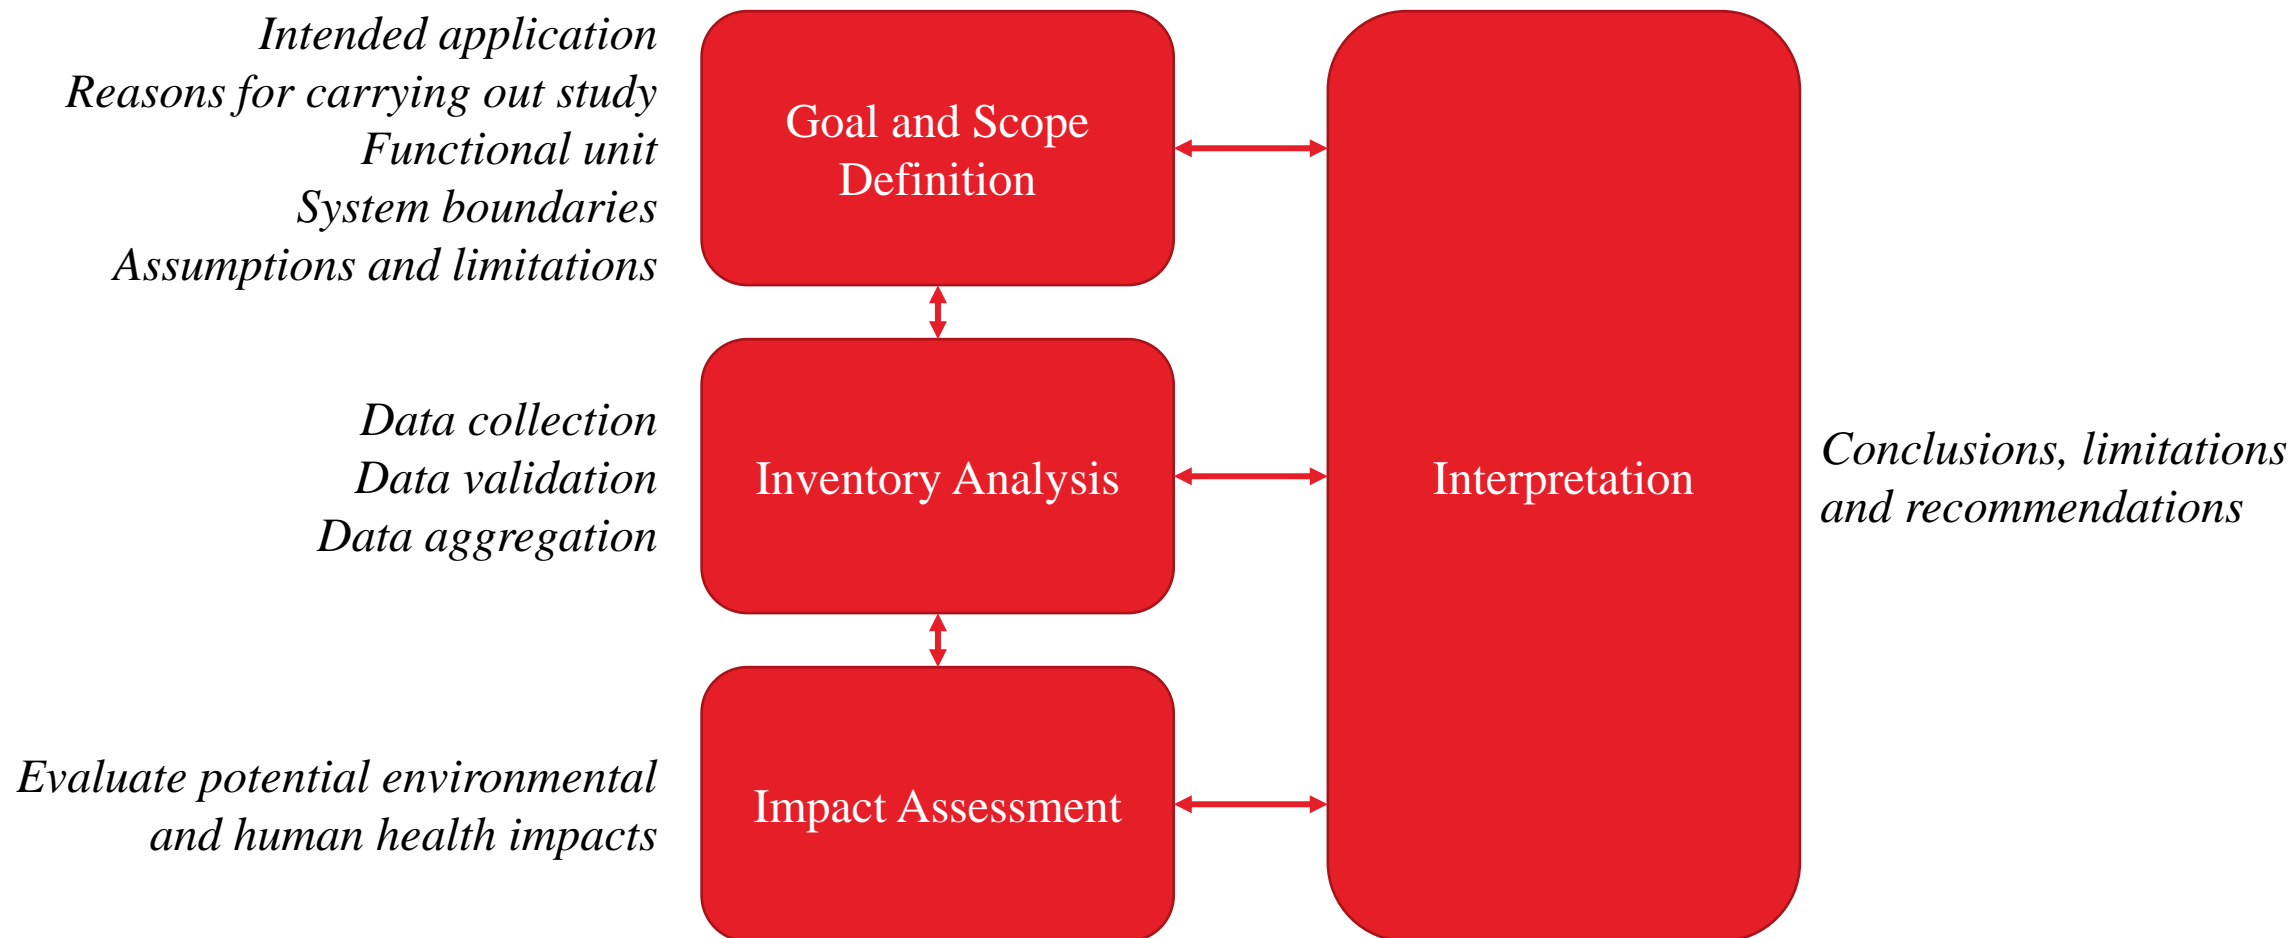 Intended application
Reasons for carrying out study
Functional unit
System boundaries
Assumptions and limitations
Goal and Scope
Definition
Data collection
Data validation
Data aggregation
Inventory Analysis
Interpretation
Conclusions, limitations
and recommendations
Evaluate potential environmental
and human health impacts
Impact Assessment